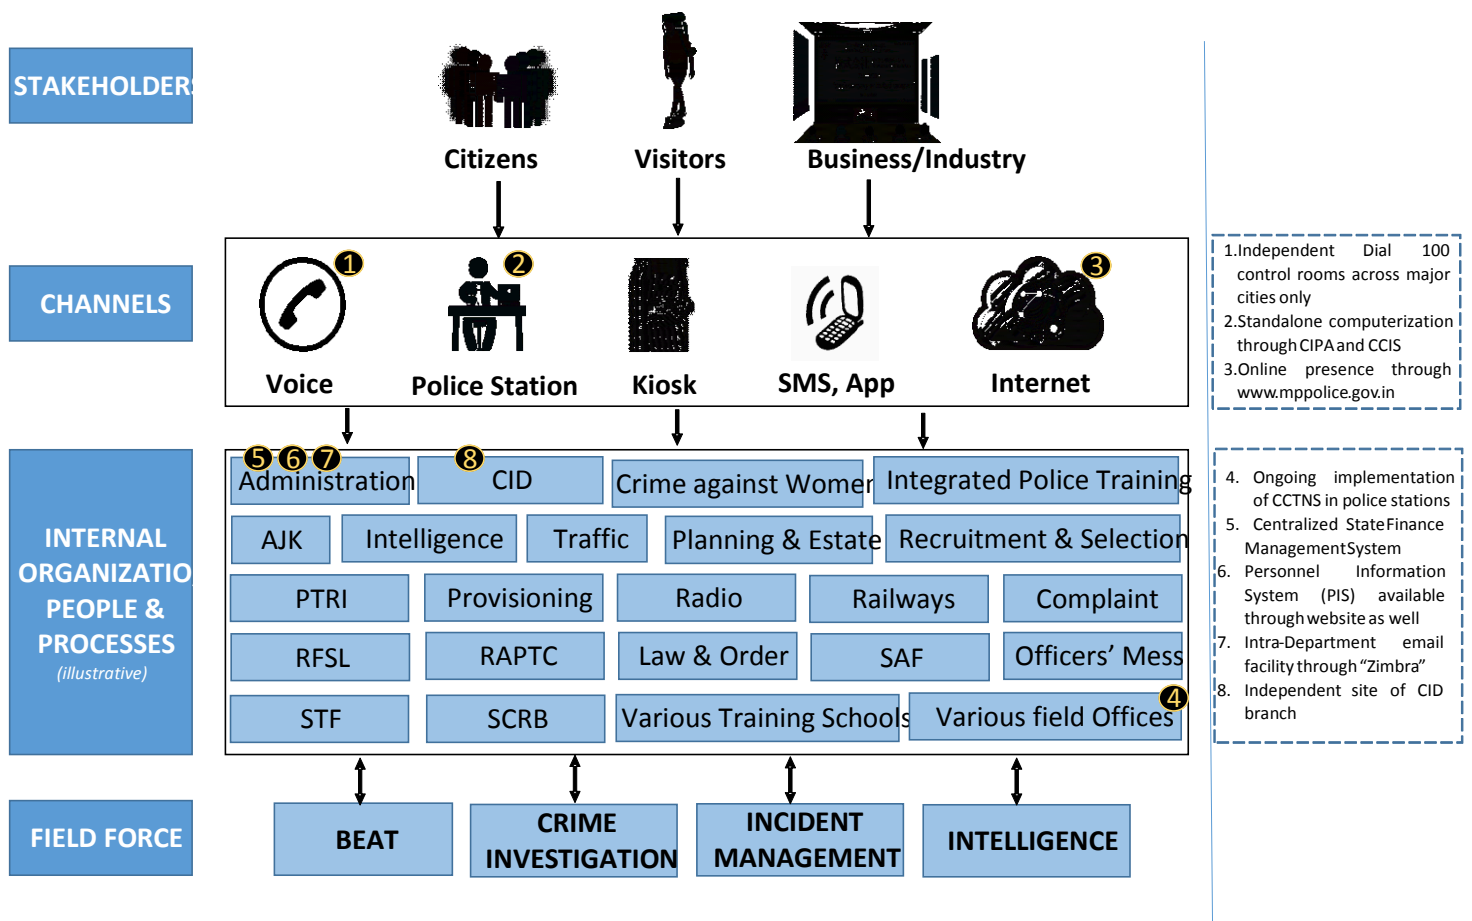 STAKEHOLDERS
Citizens
Visitors
Business/Industry
CHANNELS
1
2
3
Voice
Police Station
Kiosk
SMS, App
Internet
1.Independent Dial 100
control rooms across major
cities only
2.Standalone computerization
through CIPA and CCIS
3.Online presence through
www.mppolice.gov.in
INTERNAL
ORGANIZATIO
PEOPLE &
PROCESSES
(illustrative)
5 6 7
8
Administration
CID
Crime against Women
Integrated Police Training
AJK
Intelligence
Traffic
Planning & Estate
Recruitment & Selection
PTRI
Provisioning
Radio
Railways
Complaint
RFSL
RAPTC
Law & Order
SAF
Officers’ Mess
4
STF
SCRB
Various Training Schools
Various field Offices
4. Ongoing implementation
of CCTNS in police stations
5. Centralized State Finance
Management System
6. Personnel Information
System (PIS) available
through website as well
7. Intra-Department email
facility through “Zimbra”
8. Independent site of CID
branch
FIELD FORCE
BEAT
CRIME
INVESTIGATION
INCIDENT
MANAGEMENT
INTELLIGENCE